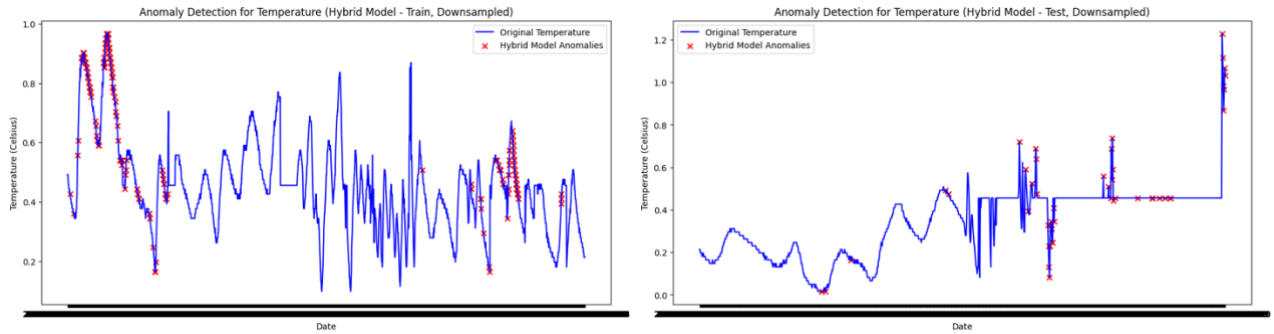 Anomaly Detection for Temperature (Hybrid Model - Train, Downsampled)
1.0
0.8
0.6
0.4
0.2
Temperature (Celsius)
Original Temperature
Hybrid Model Anomalies
Date
Anomaly Detection for Temperature (Hybrid Model - Test, Downsampled)
1.2
1.0
0.8
0.6
0.4
0.2
0.0
Temperature (Celsius)
Original Temperature
Hybrid Model Anomalies
Date